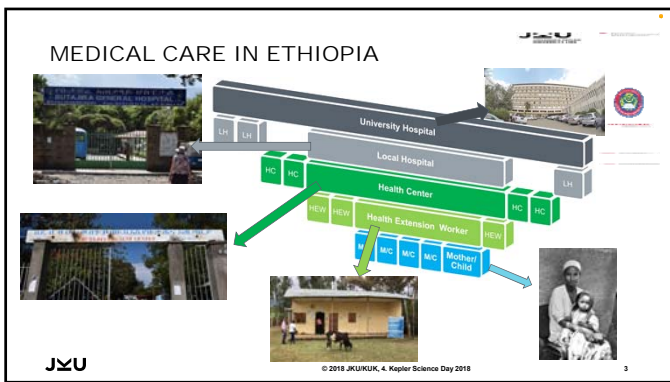 JKU
MEDICAL CARE IN ETHIOPIA
BUTAJIRA GENERAL HOSPITAL
University Hospital
LH
LH
Local Hospital
LH
HC
HC
Health Center
HC
HC
HEW
HEW
Health Extension Worker
HEW
M/C
M/C
M/C
Mother/
Child
JKU
© 2018 JKU/KUK, 4. Kepler Science Day 2018
3